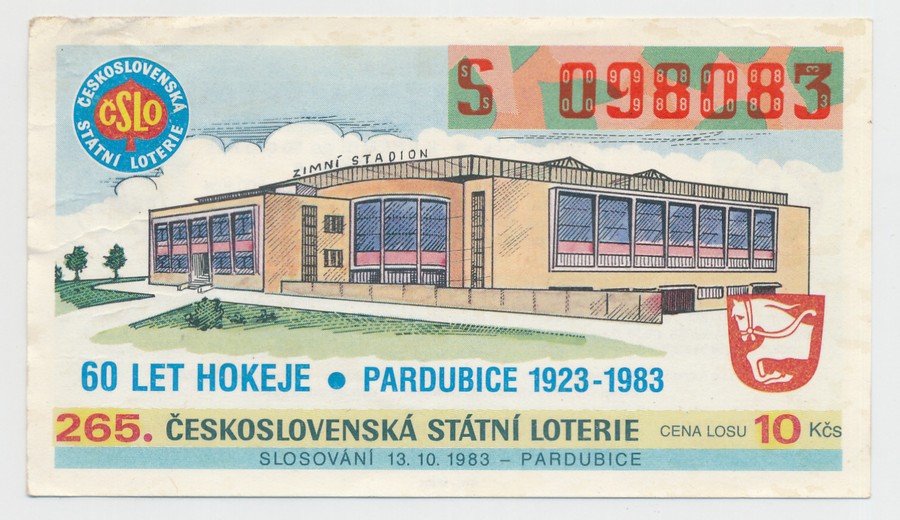 ČESKOSLOVENSKÁ
ČSLO
STÁTNÍ LOTERIE
S 098083
ZIMNÍ STADION
60 LET HOKEJE • PARDUBICE 1923-1983
265. ČESKOSLOVENSKÁ STÁTNÍ LOTERIE CENA LOSU 10 Kčs
SLOSOVÁNÍ 13. 10. 1983 – PARDUBICE